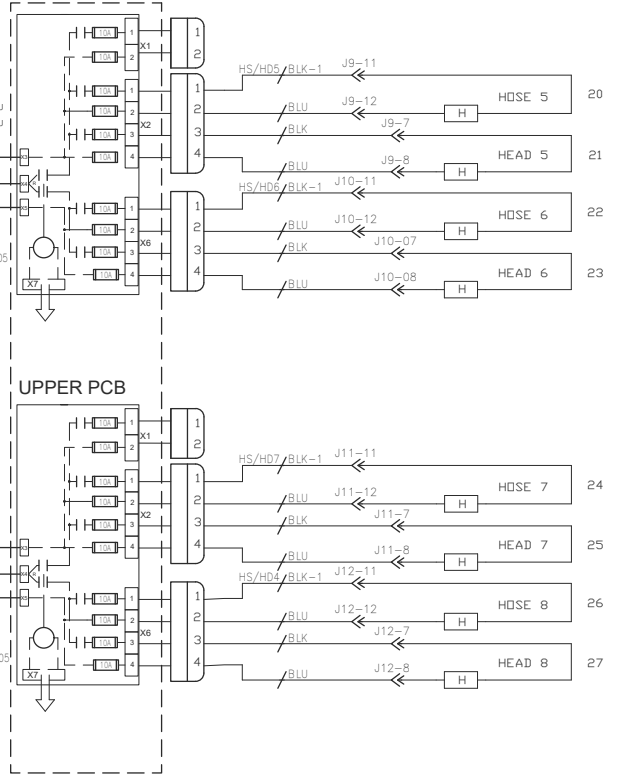 10A 1 1
X1
10A 2 2
HS/HD5 BLK-1 J9-11
10A 1 1
HOSE 5 20
10A 2 2 BLU J9-12 H
X2
10A 3 3 BLK J9-7
HEAD 5 21
X3 10A 4 4 BLU J9-8 H
X4 R
HS/HD6 BLK-1 J10-11
X5 10A 1 1
HOSE 6 22
10A 2 2 BLU J10-12 H
X6
10A 3 3 BLK J10-07
05
HEAD 6 23
X7 10A 4 4 BLU J10-08 H
UPPER PCB
10A 1 1
X1
10A 2 2
HS/HD7 BLK-1 J11-11
10A 1 1
HOSE 7 24
10A 2 2 BLU J11-12 H
X2
10A 3 3 BLK J11-7
HEAD 7 25
X3 10A 4 4 BLU J11-8 H
X4 R
HS/HD4 BLK-1 J12-11
X5 10A 1 1
HOSE 8 26
10A 2 2 BLU J12-12 H
X6
10A 3 3 BLK J12-7
05
HEAD 8 27
X7 10A 4 4 BLU J12-8 H